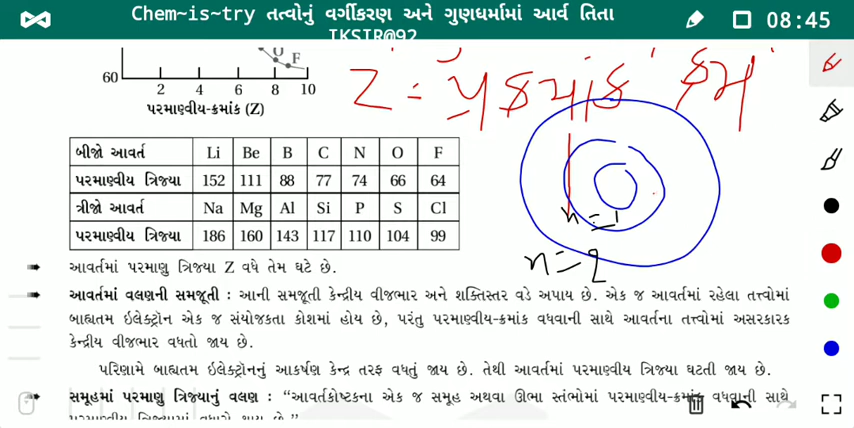 Chem~is~try તત્વોનું વર્ગીકરણ અને ગુણધર્મોમાં આર્વ તિતા
IKSIR@92
08:45
60
O
F
2 4 6 8 10
પરમાણ્વીય-ક્રમાંક (Z)
Z =
n=1
n=2
બીજો આવર્ત Li Be B C N O F
પરમાણ્વીય ત્રિજ્યા 152 111 88 77 74 66 64
ત્રીજો આવર્ત Na Mg Al Si P S Cl
પરમાણ્વીય ત્રિજ્યા 186 160 143 117 110 104 99
આવર્તમાં પરમાણુ ત્રિજ્યા Z વધે તેમ ઘટે છે.
આવર્તમાં વલણની સમજૂતી : આની સમજૂતી કેન્દ્રીય વીજભાર અને શક્તિસ્તર વડે અપાય છે. એક જ આવર્તમાં રહેલા તત્ત્વોમાં
બાહ્યતમ ઇલેક્ટ્રૉન એક જ સંયોજકતા કોશમાં હોય છે, પરંતુ પરમાણ્વીય-ક્રમાંક વધવાની સાથે આવર્તના તત્ત્વોમાં અસરકારક
કેન્દ્રીય વીજભાર વધતો જાય છે.
પરિણામે બાહ્યતમ ઇલેક્ટ્રૉનનું આકર્ષણ કેન્દ્ર તરફ વધતું જાય છે. તેથી આવર્તમાં પરમાણ્વીય ત્રિજ્યા ઘટતી જાય છે.
સમૂહમાં પરમાણુ ત્રિજ્યાનું વલણ : “આવર્તકોષ્ટકના એક જ સમૂહ અથવા ઊભા સ્તંભોમાં પરમાણ્વીય-ક્રમાંક વધવાની સાથે